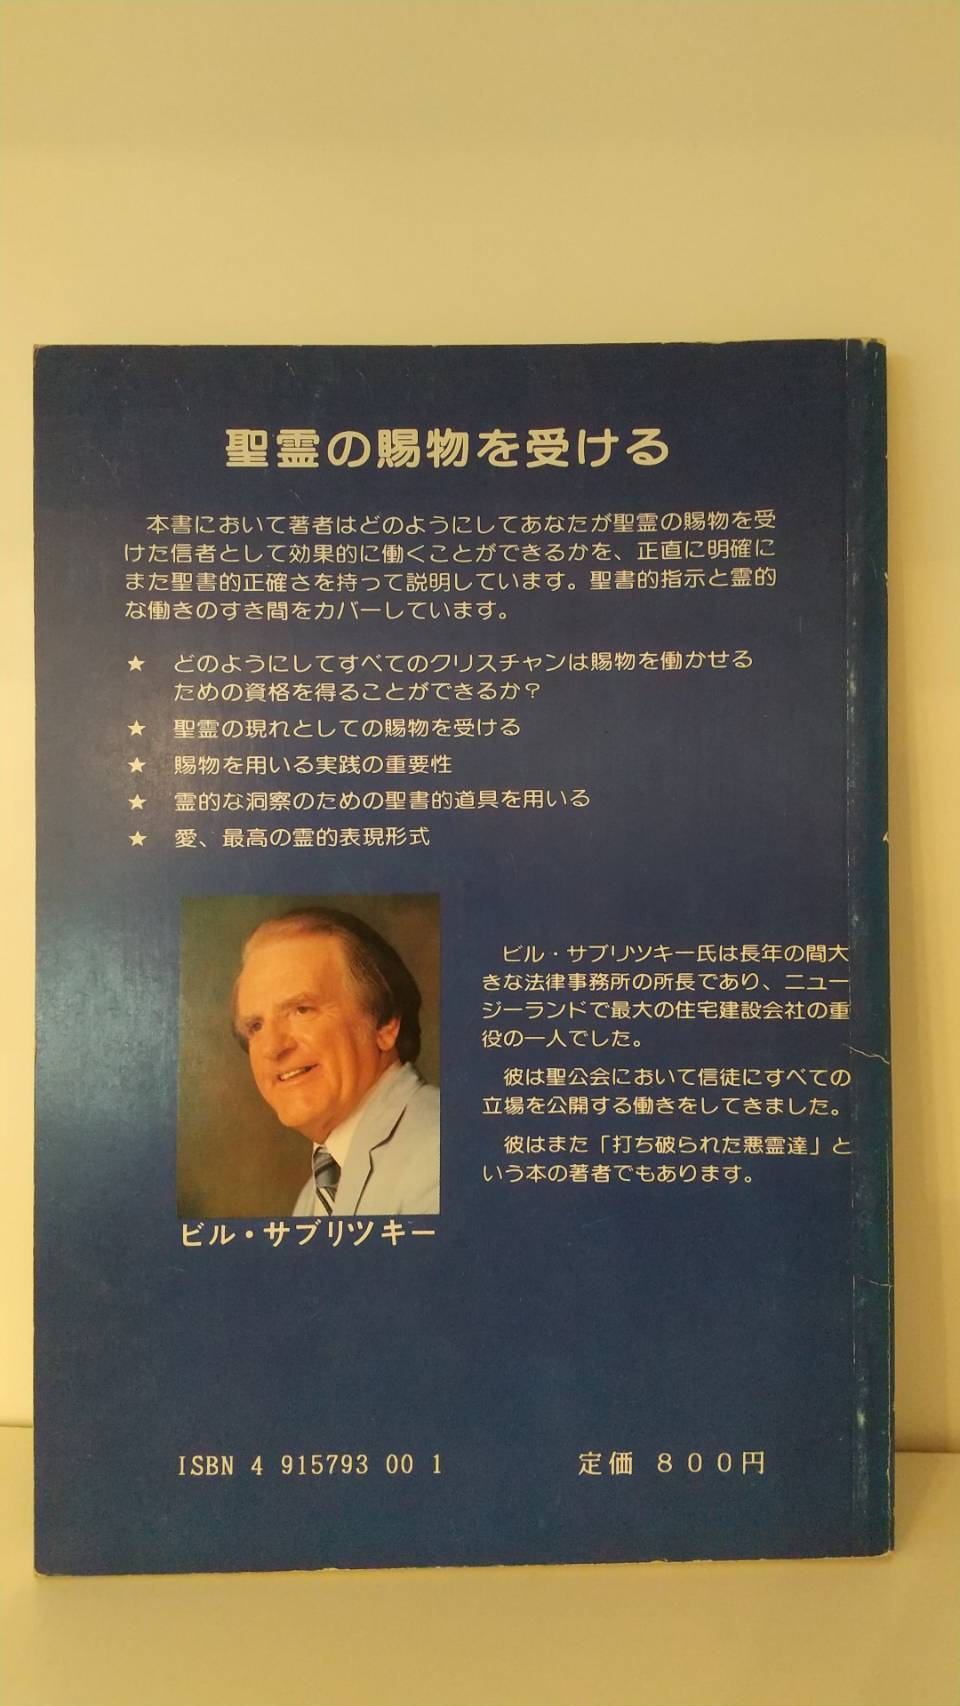 聖霊の賜物を受ける
本書において著者はどのようにしてあなたが聖霊の賜物を受
けた信者として効果的に働くことができるかを、正直に明確に
また聖書的正確さを持って説明しています。聖書的指示と霊的
な働きのすき間をカバーしています。
★ どのようにしてすべてのクリスチャンは賜物を働かせる
ための資格を得ることができるか?
★ 聖霊の現れとしての賜物を受ける
★ 賜物を用いる実践の重要性
★ 霊的な洞察のための聖書的道具を用いる
★ 愛、最高の霊的表現形式
ビル・サブリツキー氏は長年の間大
きな法律事務所の所長であり、ニュー
ジーランドで最大の住宅建設会社の重
役の一人でした。
彼は聖公会において信徒にすべての
立場を公開する働きをしてきました。
彼はまた「打ち破られた悪霊達」と
いう本の著者でもあります。
ビル・サブリツキー
ISBN 4 915793 00 1 定価 800円